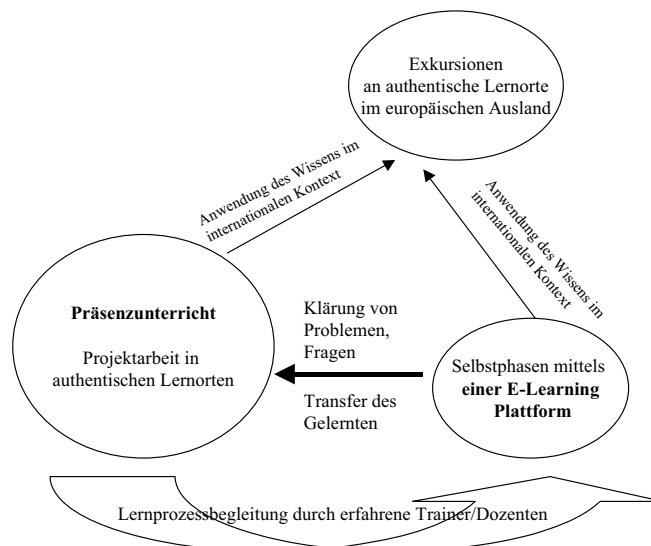 Exkursionen
an authentische Lernorte
im europäischen Ausland
Anwendung des Wissens im
internationalen Kontext
Anwendung des Wissens im
internationalen Kontext
Präsenzunterricht
Projektarbeit in
authentischen Lernorten
Klärung von
Problemen,
Fragen
Transfer des
Gelernten
Selbstphasen mittels
einer E-Learning
Plattform
Lernprozessbegleitung durch erfahrene Trainer/Dozenten